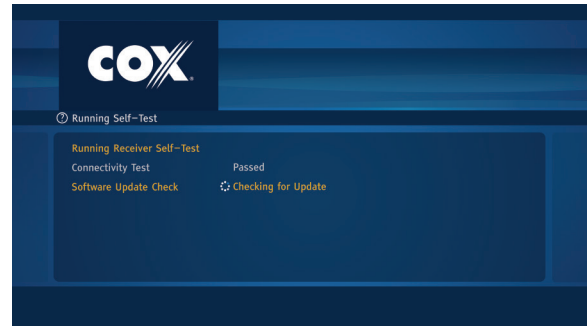 COX
Running Self-Test
Running Receiver Self-Test
Connectivity Test Passed
Software Update Check Checking for Update